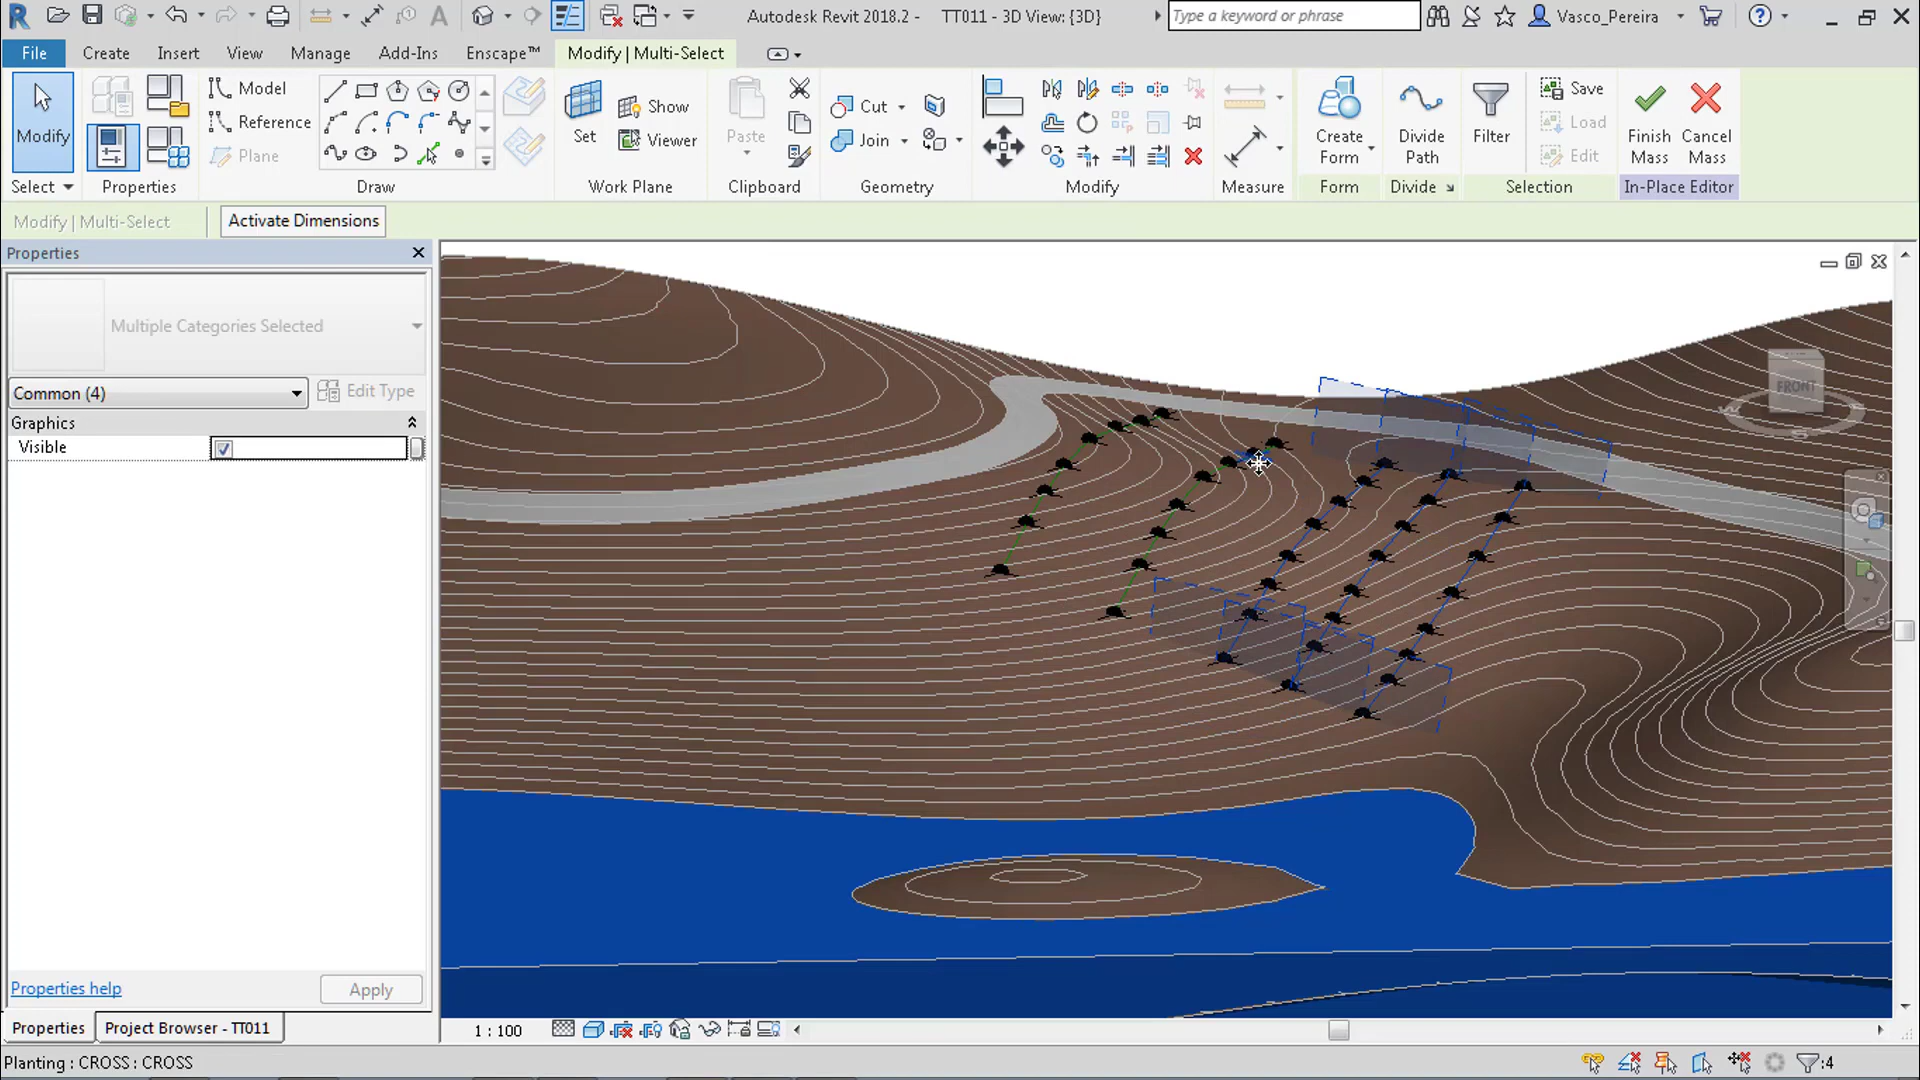 Autodesk Revit 2018.2 - TT011 - 3D View: {3D}
Type a keyword or phrase
Vasco_Pereira
File Create Insert View Manage Add-Ins Enscape™ Modify | Multi-Select
Modify
Select
Properties
Model
Reference
Plane
Draw
Set
Show
Viewer
Work Plane
Paste
Clipboard
Cut
Join
Geometry
Modify
Measure
Create
Form
Form
Divide
Path
Divide
Filter
Save
Load
Edit
Selection
Finish
Mass
Cancel
Mass
In-Place Editor
Modify | Multi-Select
Activate Dimensions
Properties
Multiple Categories Selected
Common (4)
Edit Type
Graphics
Visible
FRONT
Properties help
Apply
Properties
Project Browser - TT011
1 : 100
Planting : CROSS : CROSS
:4